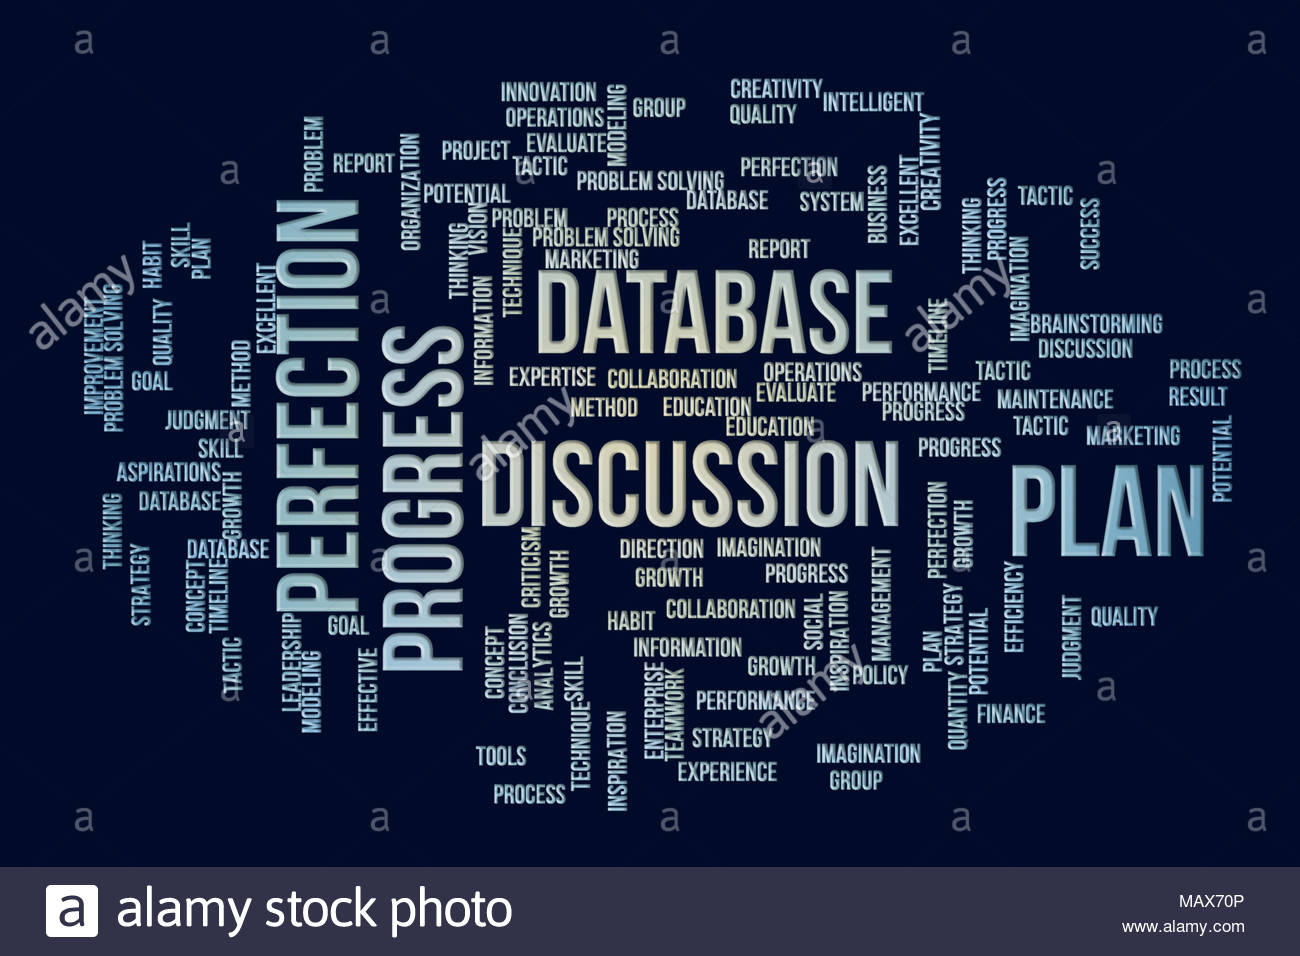 INNOVATION
OPERATIONS
EVALUATE
MODELING
GROUP
CREATIVITY
QUALITY
INTELLIGENT
PROBLEM
REPORT
ORGANIZATION
PROJECT
TACTIC
POTENTIAL
PROBLEM SOLVING
DATABASE
PERFECTION
SYSTEM
BUSINESS
EXCELLENT
CREATIVITY
THINKING
PROGRESS
TACTIC
SUCCESS
IMAGINATION
VISION
PROBLEM
PROCESS
PROBLEM SOLVING
MARKETING
REPORT
THINKING
TECHNIQUE
INFORMATION
SKILL
PLAN
HABIT
QUALITY
IMPROVEMENT
PROBLEM SOLVING
GOAL
EXCELLENT
METHOD
PERFECTION
PROGRESS
DATABASE
TIMELINE
BRAINSTORMING
DISCUSSION
EXPERTISE
COLLABORATION
OPERATIONS
EVALUATE
PERFORMANCE
PROGRESS
TACTIC
MAINTENANCE
PROCESS
RESULT
METHOD
EDUCATION
EDUCATION
TACTIC
MARKETING
POTENTIAL
PROGRESS
JUDGMENT
SKILL
ASPIRATIONS
DATABASE
GROWTH
THINKING
STRATEGY
DATABASE
CONCEPT
TIMELINE
TACTIC
DISCUSSION
PLAN
LEADERSHIP
MODELING
GOAL
EFFECTIVE
CRITICISM
GROWTH
DIRECTION
IMAGINATION
GROWTH
PROGRESS
PERFECTION
GROWTH
COLLABORATION
HABIT
INFORMATION
SOCIAL
INSPIRATION
MANAGEMENT
GROWTH
POLICY
CONCEPT
CONCLUSION
ANALYTICS
SKILL
TECHNIQUE
INSPIRATION
ENTERPRISE
TEAMWORK
PERFORMANCE
STRATEGY
EXPERIENCE
TOOLS
PROCESS
IMAGINATION
GROUP
PLAN
STRATEGY
QUANTITY
POTENTIAL
EFFICIENCY
JUDGMENT
QUALITY
FINANCE
alamy
alamy
alamy
alamy
a alamy stock photo
MAX70P
www.alamy.com